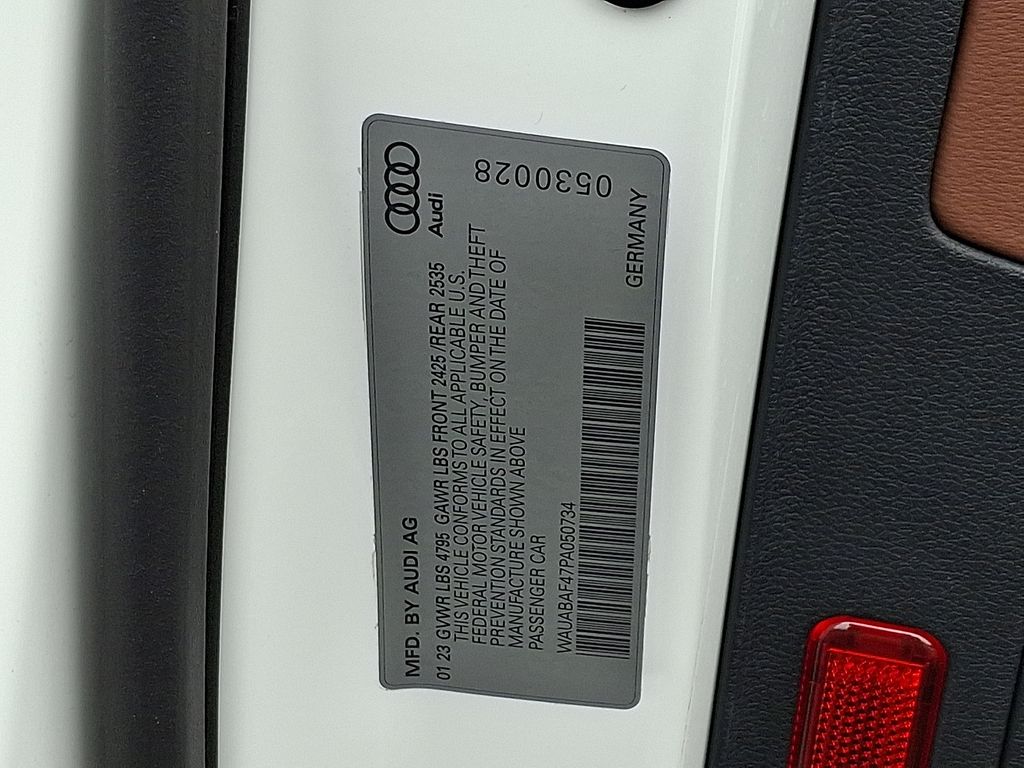 Audi
MFD. BY AUDI AG
01 23 GWWR LBS 4795 GAWR LBS FRONT 2425 /REAR 2535
THIS VEHICLE CONFORMS TO ALL APPLICABLE U.S.
FEDERAL MOTOR VEHICLE SAFETY, BUMPER AND THEFT
PREVENTION STANDARDS IN EFFECT ON THE DATE OF
MANUFACTURE SHOWN ABOVE
PASSENGER CAR
WAUABAF47PA050734
GERMANY
0530028